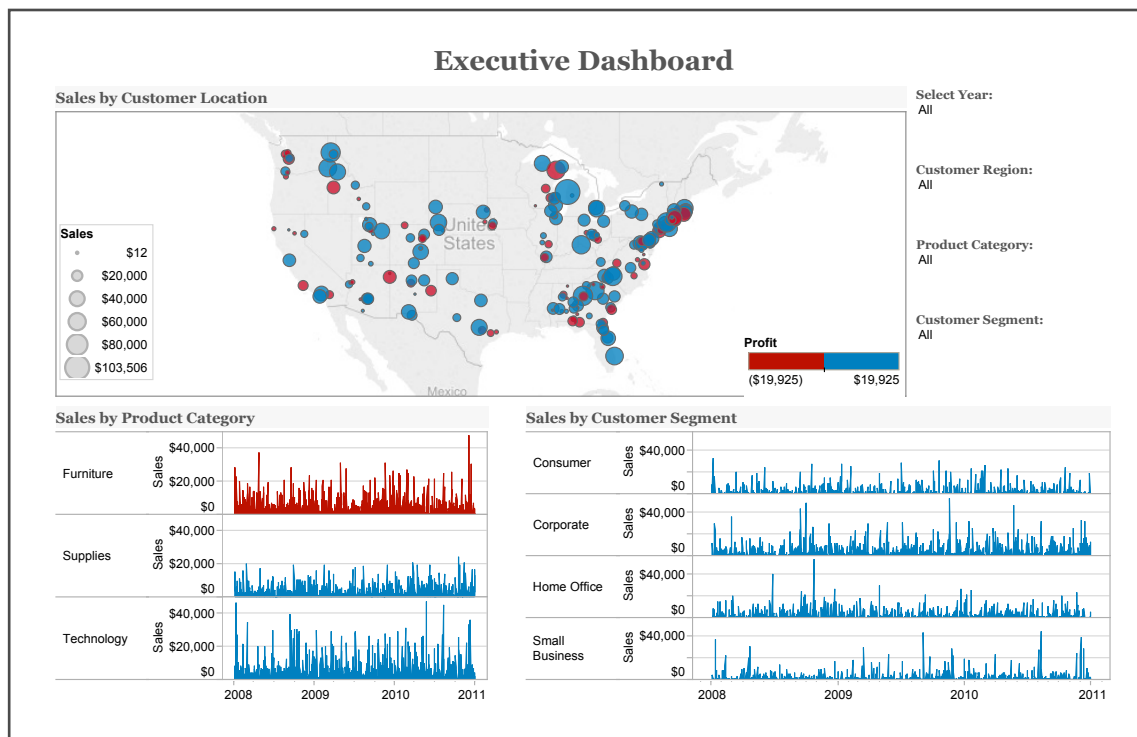 Executive Dashboard
Sales by Customer Location
Select Year:
All
Customer Region:
All
Product Category:
All
Customer Segment:
All
United
States
Mexico
Sales
$12
$20,000
$40,000
$60,000
$80,000
$103,506
Profit
($19,925)
$19,925
Sales by Product Category
Furniture
Sales
$40,000
$20,000
$0
Supplies
Sales
$40,000
$20,000
$0
Technology
Sales
$40,000
$20,000
$0
2008
2009
2010
2011
Sales by Customer Segment
Consumer
Sales
$40,000
$0
Corporate
Sales
$40,000
$0
Home Office
Sales
$40,000
$0
Small
Business
Sales
$40,000
$0
2008
2009
2010
2011